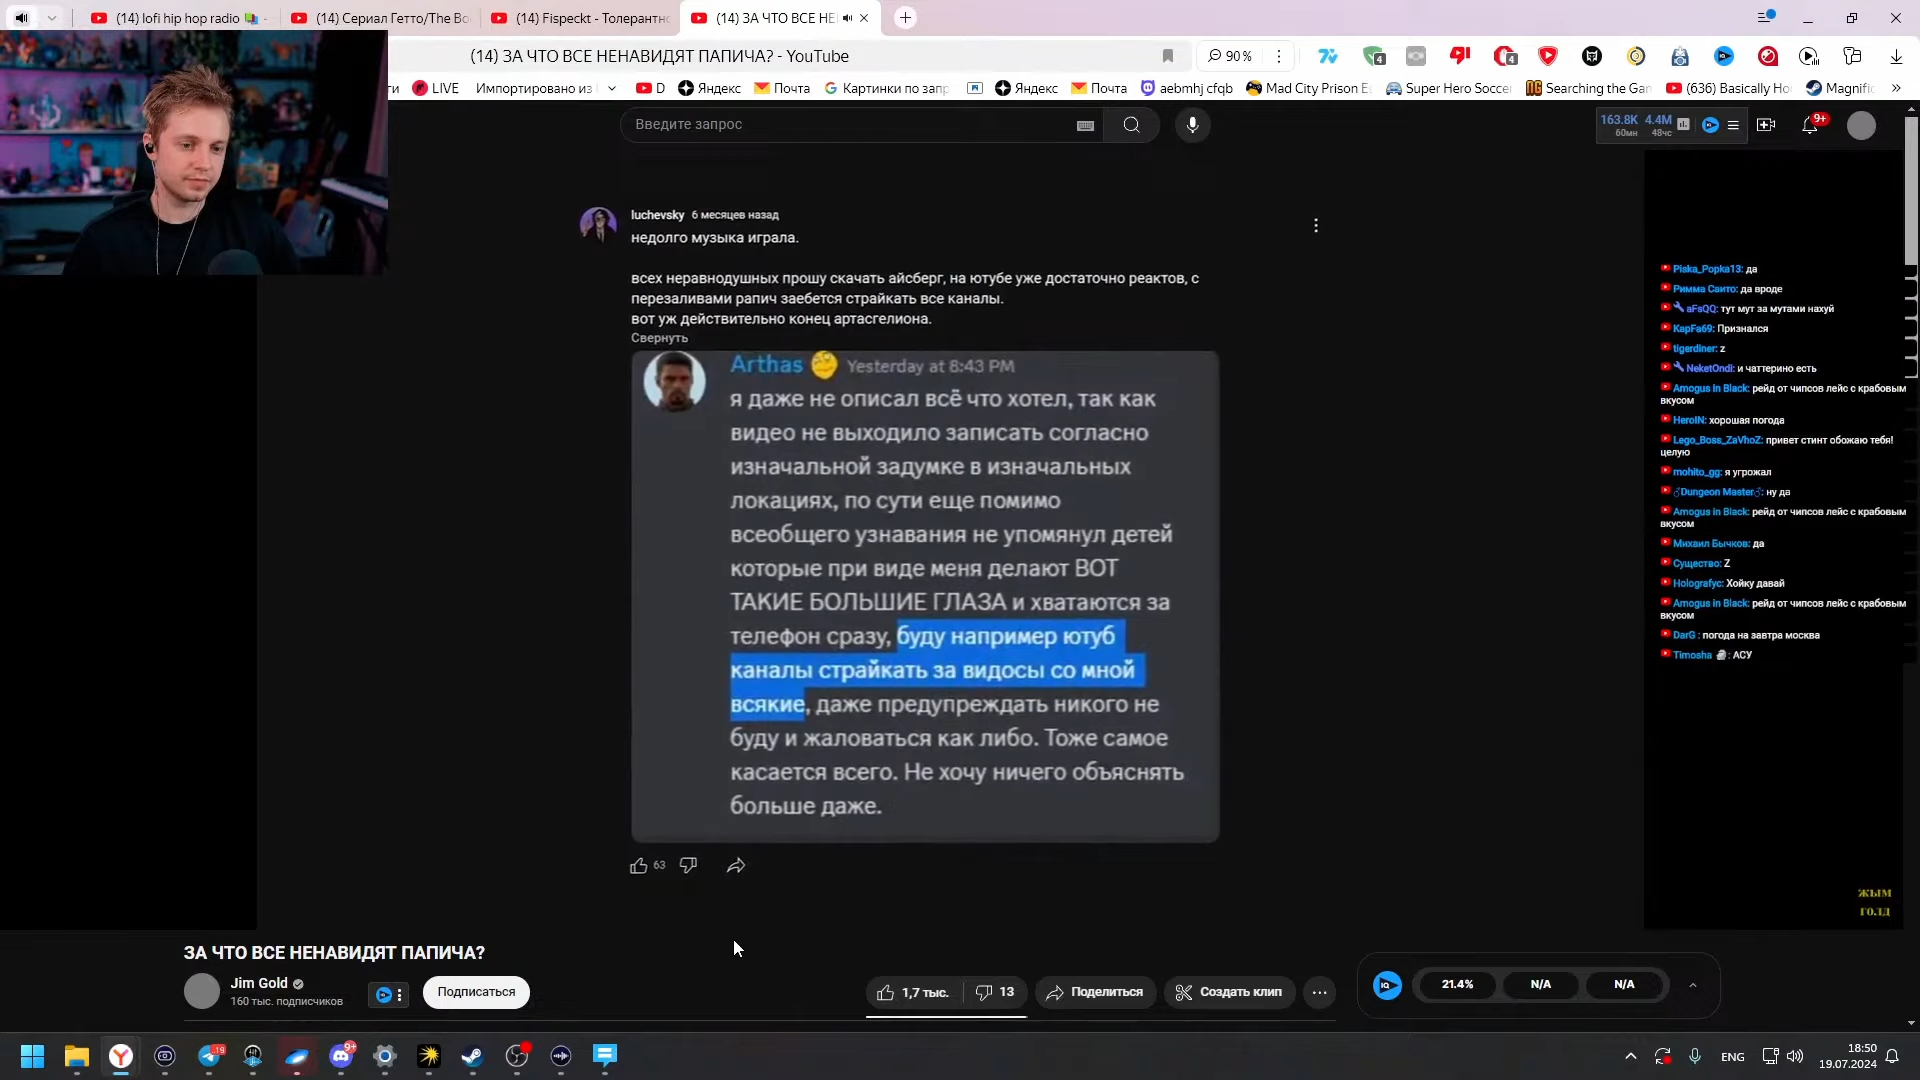 (14) lofi hip hop radio
(14) Сериал Гетто/The Bo
(14) Fispeckt - Толерантно
(14) ЗА ЧТО ВСЕ НЕ
(14) ЗА ЧТО ВСЕ НЕНАВИДЯТ ПАПИЧА? - YouTube
90 %
LIVE
Импортировано из
D
Яндекс
Почта
Картинки по запр
Яндекс
Почта
aebmhj cfqb
Mad City Prison E
Super Hero Soccer
Searching the Gan
(636) Basically Ho
Magnific
Введите запрос
163.8K 4.4M
60мн 48чс
9+
luchevsky 6 месяцев назад
недолго музыка играла.
всех неравнодушных прошу скачать айсберг, на ютубе уже достаточно реактов, с
перезаливами рапич заебется страйкать все каналы.
вот уж действительно конец артасгелиона.
Свернуть
Arthas Yesterday at 8:43 PM
я даже не описал всё что хотел, так как
видео не выходило записать согласно
изначальной задумке в изначальных
локациях, по сути еще помимо
всеобщего узнавания не упомянул детей
которые при виде меня делают ВОТ
ТАКИЕ БОЛЬШИЕ ГЛАЗА и хватаются за
телефон сразу, буду например ютуб
каналы страйкать за видосы со мной
всякие, даже предупреждать никого не
буду и жаловаться как либо. Тоже самое
касается всего. Не хочу ничего объяснять
больше даже.
63
Piska_Popka13: да
Римма Саито: да вроде
aFsQQ: тут мут за мутами нахуй
KapFa69: Признался
tigerdiner: z
NeketOndi: и чаттерино есть
Amogus in Black: рейд от чипсов лейс с крабовым
вкусом
HeroIN: хорошая погода
Lego_Boss_ZaVhoZ: привет стинт обожаю тебя!
целую
mohito_gg: я угрожал
♂Dungeon Master♂: ну да
Amogus in Black: рейд от чипсов лейс с крабовым
вкусом
Михаил Бычков: да
Существо: Z
Holografyc: Хойку давай
Amogus in Black: рейд от чипсов лейс с крабовым
вкусом
DarG : погода на завтра москва
Timosha 🗿: АСУ
ЖЫМ
ГОЛД
ЗА ЧТО ВСЕ НЕНАВИДЯТ ПАПИЧА?
Jim Gold
160 тыс. подписчиков
Подписаться
1,7 тыс.
13
Поделиться
Создать клип
21.4%
N/A
N/A
19
9+
ENG
18:50
19.07.2024